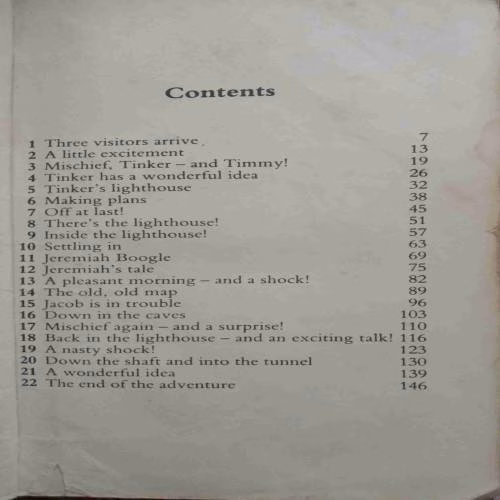 Contents
1 Three visitors arrive 7
2 A little excitement 13
3 Mischief, Tinker – and Timmy! 19
4 Tinker has a wonderful idea 26
5 Tinker's lighthouse 32
6 Making plans 38
7 Off at last! 45
8 There's the lighthouse! 51
9 Inside the lighthouse! 57
10 Settling in 63
11 Jeremiah Boogle 69
12 Jeremiah's tale 75
13 A pleasant morning – and a shock! 82
14 The old, old map 89
15 Jacob is in trouble 96
16 Down in the caves 103
17 Mischief again – and a surprise! 110
18 Back in the lighthouse – and an exciting talk! 116
19 A nasty shock! 123
20 Down the shaft and into the tunnel 130
21 A wonderful idea 139
22 The end of the adventure 146